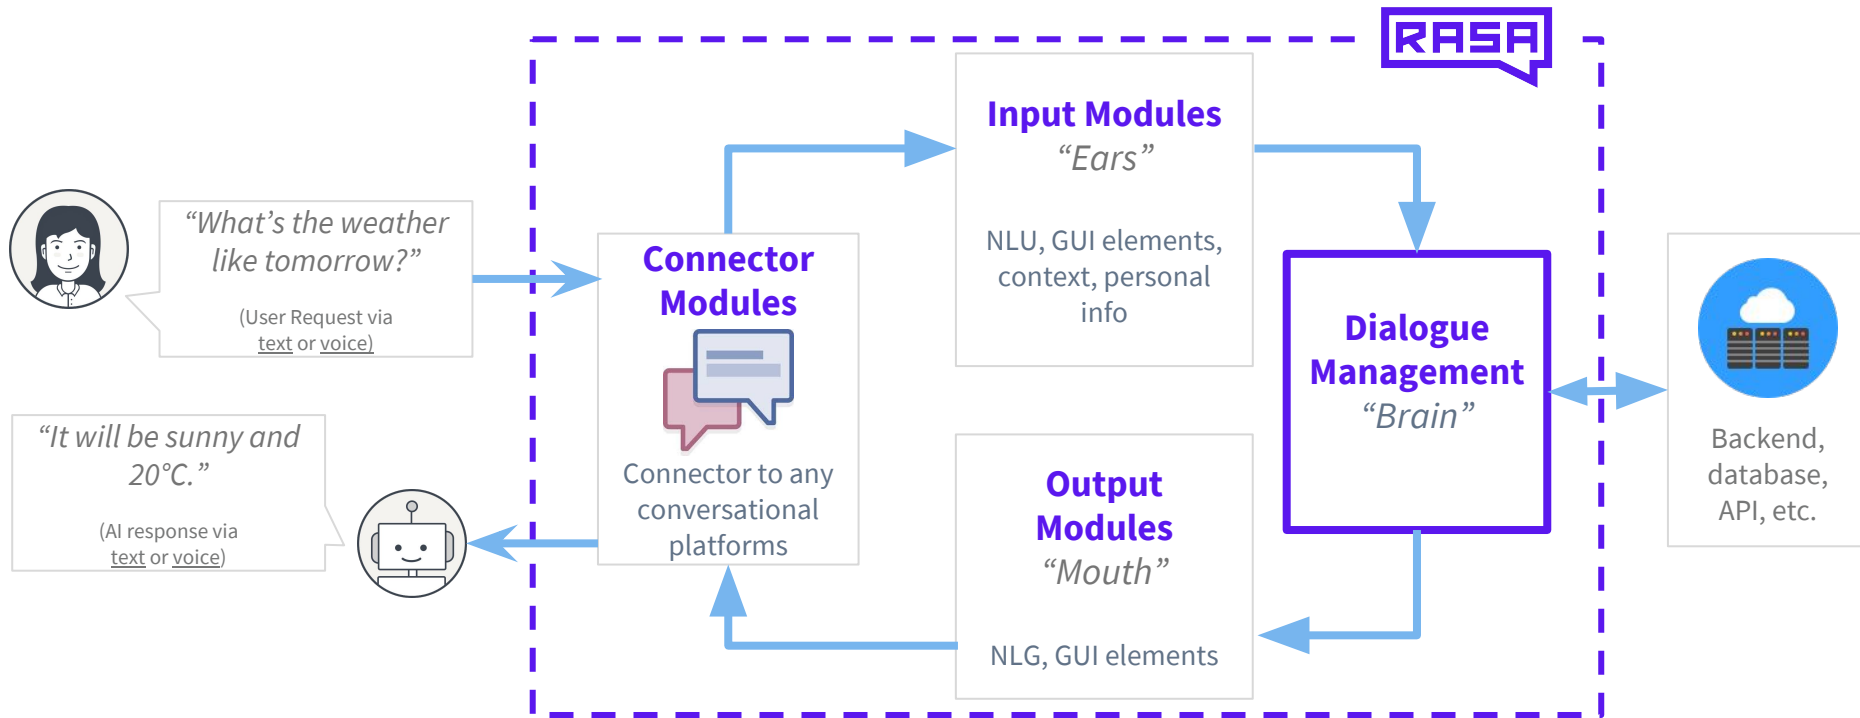 RASA
“What’s the weather
like tomorrow?”
(User Request via
text or voice)
“It will be sunny and
20°C.”
(AI response via
text or voice)
Connector
Modules
Connector to any
conversational
platforms
Input Modules
“Ears”
NLU, GUI elements,
context, personal
info
Dialogue
Management
“Brain”
Output
Modules
“Mouth”
NLG, GUI elements
Backend,
database,
API, etc.